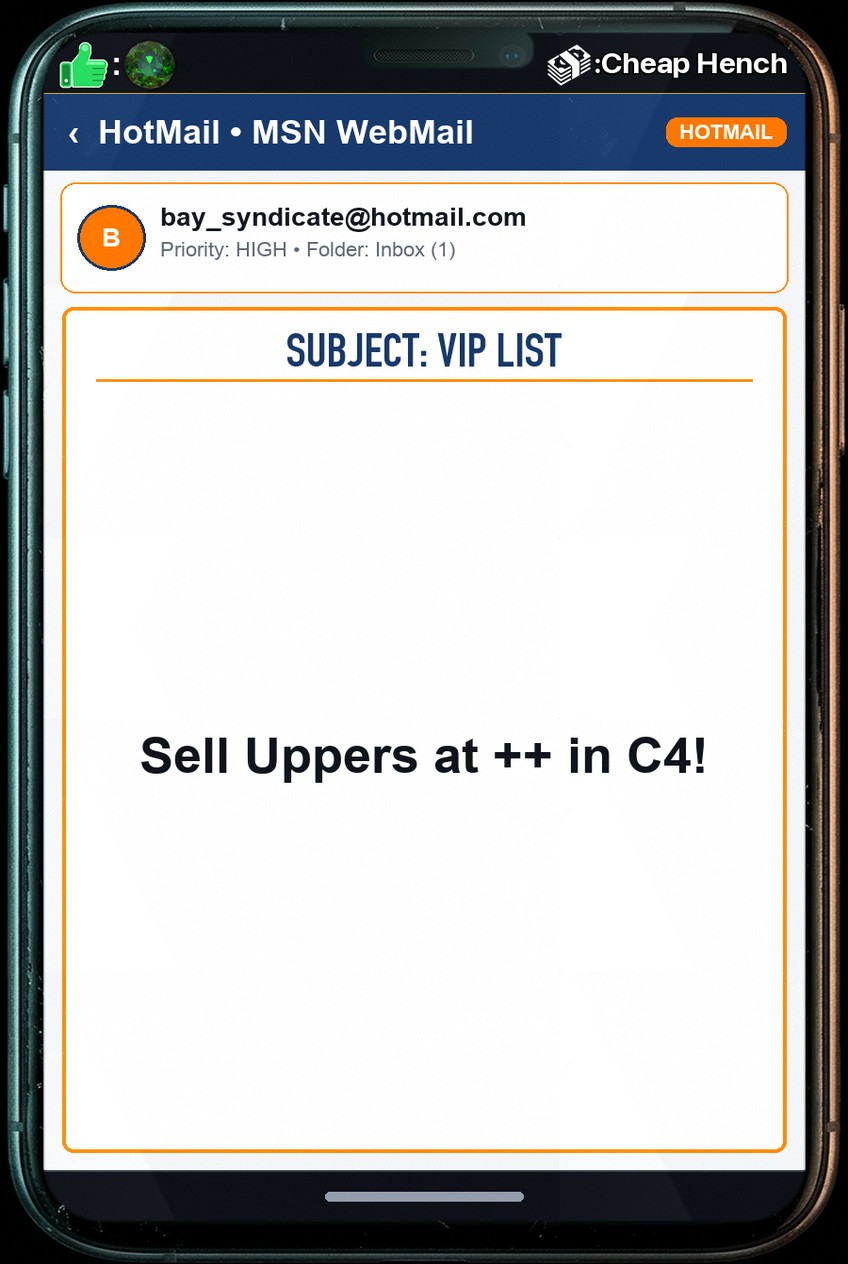 :
:Cheap Hench
‹ HotMail • MSN WebMail
HOTMAIL
B
bay_syndicate@hotmail.com
Priority: HIGH • Folder: Inbox (1)
SUBJECT: VIP LIST
Sell Uppers at ++ in C4!